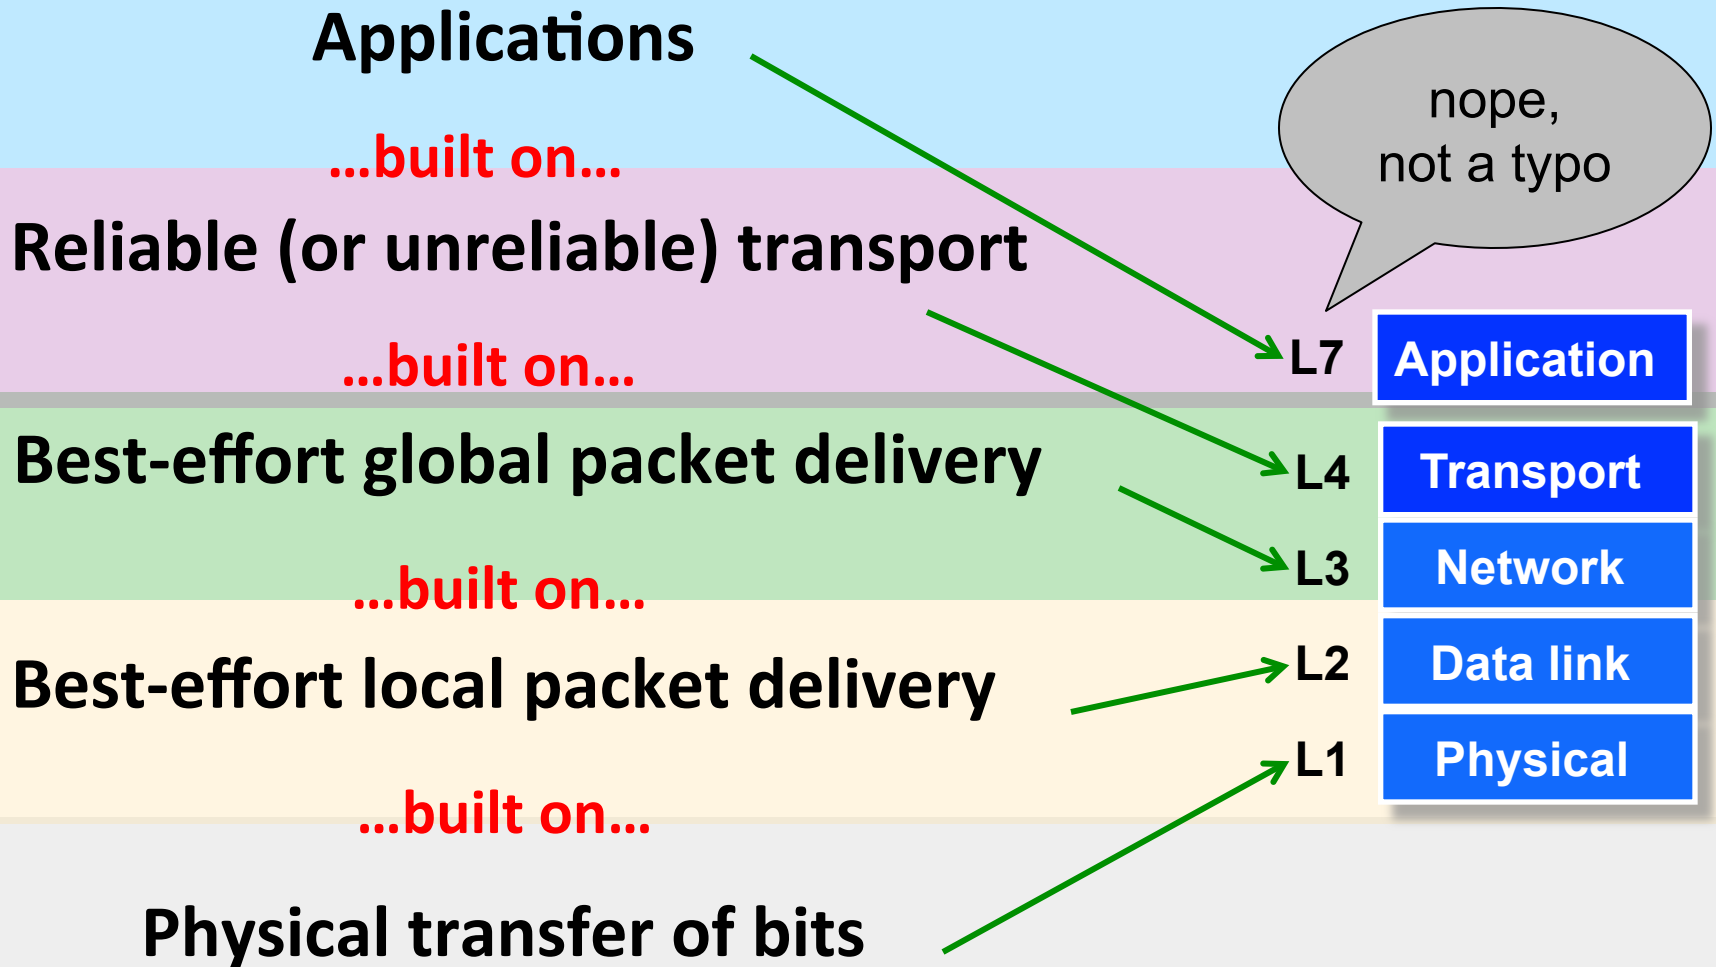 Applications
...built on...
Reliable (or unreliable) transport
...built on...
Best-effort global packet delivery
...built on...
Best-effort local packet delivery
...built on...
Physical transfer of bits
nope,
not a typo
L7 Application
L4 Transport
L3 Network
L2 Data link
L1 Physical